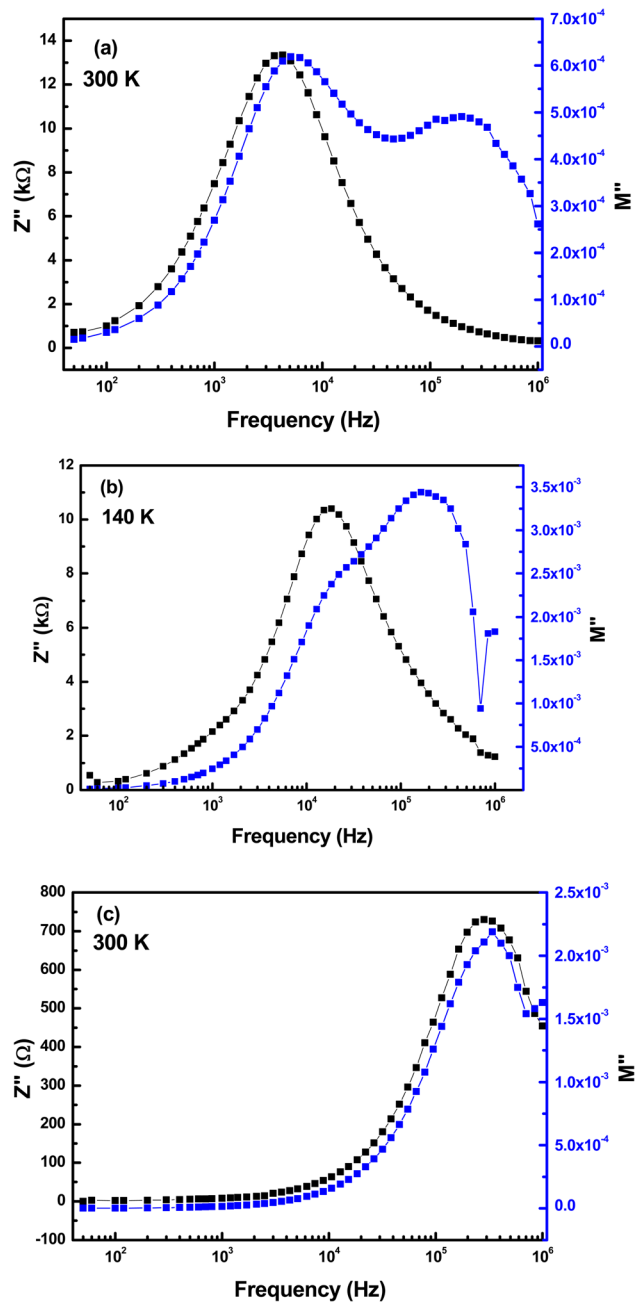 (a)
300 K
Z'' (kΩ)
14
12
10
8
6
4
2
0
7.0x10⁻⁴
6.0x10⁻⁴
5.0x10⁻⁴
4.0x10⁻⁴
3.0x10⁻⁴
2.0x10⁻⁴
1.0x10⁻⁴
0.0
M''
10² 10³ 10⁴ 10⁵ 10⁶
Frequency (Hz)
(b)
140 K
Z'' (kΩ)
12
10
8
6
4
2
0
3.5x10⁻³
3.0x10⁻³
2.5x10⁻³
2.0x10⁻³
1.5x10⁻³
1.0x10⁻³
5.0x10⁻⁴
M''
10² 10³ 10⁴ 10⁵ 10⁶
Frequency (Hz)
(c)
300 K
Z'' (Ω)
800
700
600
500
400
300
200
100
0
-100
2.5x10⁻³
2.0x10⁻³
1.5x10⁻³
1.0x10⁻³
5.0x10⁻⁴
0.0
M''
10² 10³ 10⁴ 10⁵ 10⁶
Frequency (Hz)